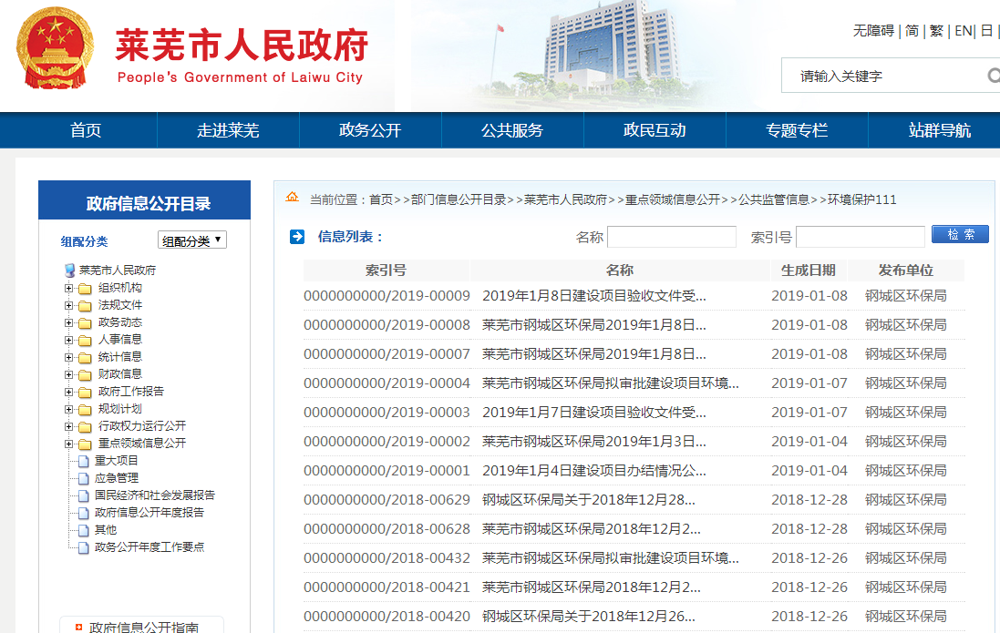 莱芜市人民政府
People's Government of Laiwu City
无障碍 | 简 | 繁 | EN| 日 |
请输入关键字
首页 走进莱芜 政务公开 公共服务 政民互动 专题专栏 站群导航
政府信息公开目录
组配分类 组配分类
莱芜市人民政府
组织机构
法规文件
政务动态
人事信息
统计信息
财政信息
政府工作报告
规划计划
行政权力运行公开
重点领域信息公开
重大项目
应急管理
国民经济和社会发展报告
政府信息公开年度报告
其他
政务公开年度工作要点
政府信息公开指南
当前位置：首页>>部门信息公开目录>>莱芜市人民政府>>重点领域信息公开>>公共监管信息>>环境保护111
信息列表： 名称 索引号 检 索
索引号 名称 生成日期 发布单位
0000000000/2019-00009 2019年1月8日建设项目验收文件受... 2019-01-08 钢城区环保局
0000000000/2019-00008 莱芜市钢城区环保局2019年1月8日... 2019-01-08 钢城区环保局
0000000000/2019-00007 莱芜市钢城区环保局2019年1月8日... 2019-01-08 钢城区环保局
0000000000/2019-00004 莱芜市钢城区环保局拟审批建设项目环境... 2019-01-07 钢城区环保局
0000000000/2019-00003 2019年1月7日建设项目验收文件受... 2019-01-07 钢城区环保局
0000000000/2019-00002 莱芜市钢城区环保局2019年1月3日... 2019-01-04 钢城区环保局
0000000000/2019-00001 2019年1月4日建设项目办结情况公... 2019-01-04 钢城区环保局
0000000000/2018-00629 钢城区环保局关于2018年12月28... 2018-12-28 钢城区环保局
0000000000/2018-00628 莱芜市钢城区环保局2018年12月2... 2018-12-28 钢城区环保局
0000000000/2018-00432 莱芜市钢城区环保局拟审批建设项目环境... 2018-12-26 钢城区环保局
0000000000/2018-00421 莱芜市钢城区环保局2018年12月2... 2018-12-26 钢城区环保局
0000000000/2018-00420 钢城区环保局关于2018年12月26... 2018-12-26 钢城区环保局